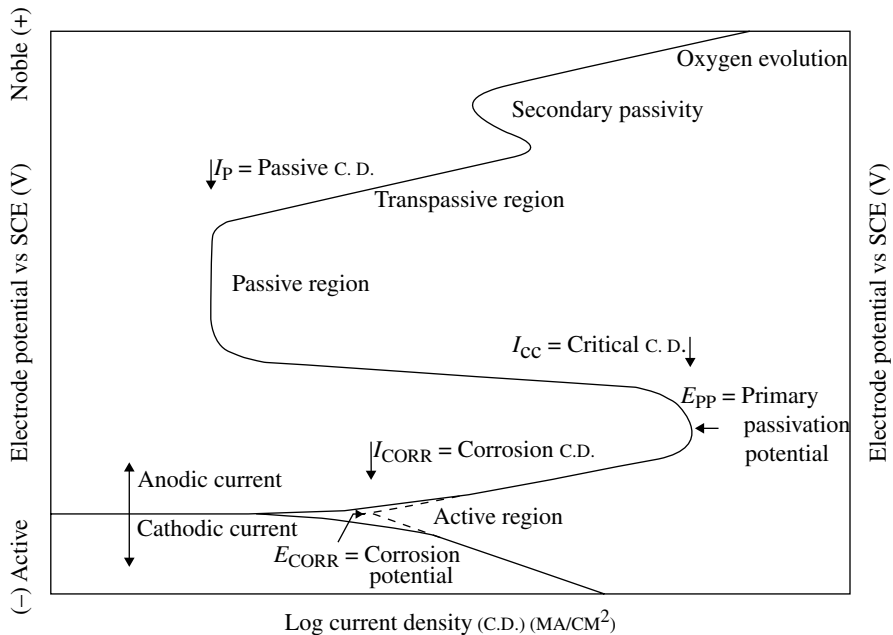 Noble (+)
Electrode potential vs SCE (V)
(−) Active
Electrode potential vs SCE (V)
Oxygen evolution
Secondary passivity
I_P = Passive C. D.
Transpassive region
Passive region
I_cc = Critical C. D.
E_PP = Primary
passivation
potential
I_CORR = Corrosion C.D.
Anodic current
Cathodic current
Active region
E_CORR = Corrosion
potential
Log current density (C.D.) (MA/CM²)